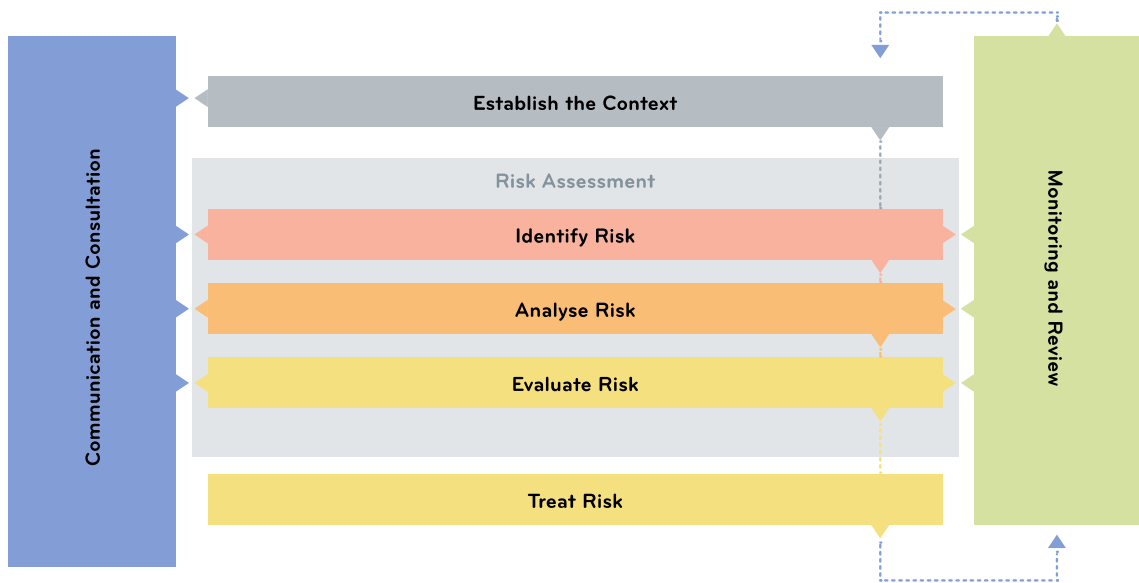 Communication and Consultation
Establish the Context
Risk Assessment
Identify Risk
Analyse Risk
Evaluate Risk
Treat Risk
Monitoring and Review